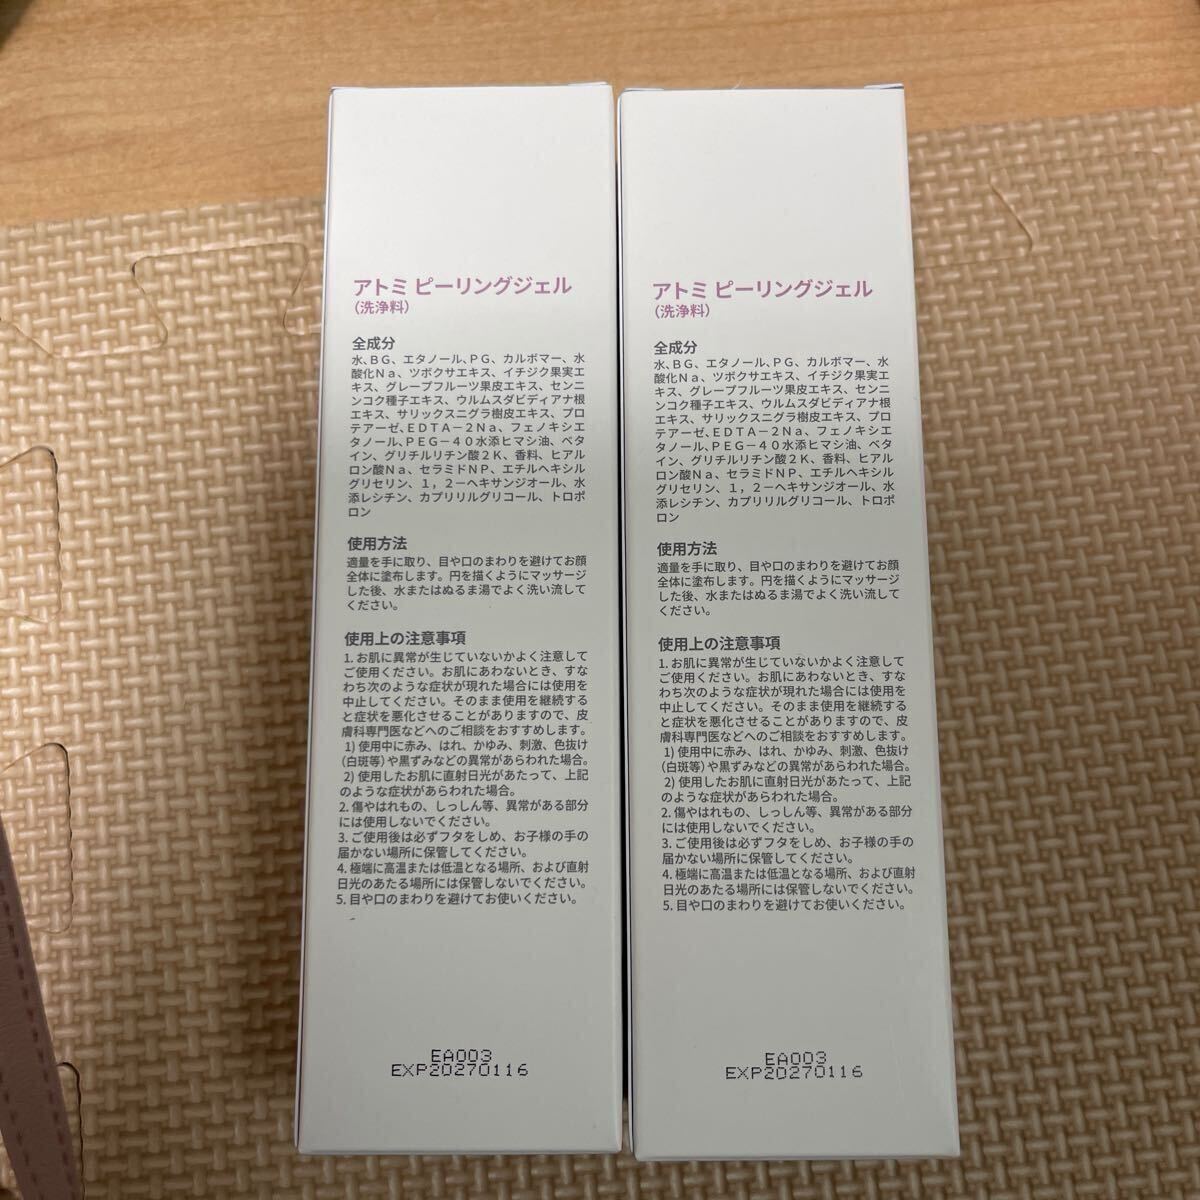 アトミ ピーリングジェル
（洗浄料）
全成分
水、ＢＧ、エタノール、ＰＧ、カルボマー、水
酸化Ｎａ、ツボクサエキス、イチジク果実エ
キス、グレープフルーツ果皮エキス、センニ
ンコク種子エキス、ウルムスダビディアナ根
エキス、サリックスニグラ樹皮エキス、プロ
テアーゼ、ＥＤＴＡ－２Ｎａ、フェノキシエ
タノール、ＰＥＧ－４０水添ヒマシ油、ベタ
イン、グリチルリチン酸２Ｋ、香料、ヒアル
ロン酸Ｎａ、セラミドＮＰ、エチルヘキシル
グリセリン、１，２－ヘキサンジオール、水
添レシチン、カプリリルグリコール、トロポ
ロン
使用方法
適量を手に取り、目や口のまわりを避けてお顔
全体に塗布します。円を描くようにマッサージ
した後、水またはぬるま湯でよく洗い流して
ください。
使用上の注意事項
1. お肌に異常が生じていないかよく注意して
ご使用ください。お肌にあわないとき、すな
わち次のような症状が現れた場合には使用を
中止してください。そのまま使用を継続する
と症状を悪化させることがありますので、皮
膚科専門医などへのご相談をおすすめします。
1) 使用中に赤み、はれ、かゆみ、刺激、色抜け
（白斑等）や黒ずみなどの異常があらわれた場合。
2) 使用したお肌に直射日光があたって、上記
のような症状があらわれた場合。
2. 傷やはれもの、しっしん等、異常がある部分
には使用しないでください。
3. ご使用後は必ずフタをしめ、お子様の手の
届かない場所に保管してください。
4. 極端に高温または低温となる場所、および直射
日光のあたる場所には保管しないでください。
5. 目や口のまわりを避けてお使いください。
EA003
EXP20270116
アトミ ピーリングジェル
（洗浄料）
全成分
水、ＢＧ、エタノール、ＰＧ、カルボマー、水
酸化Ｎａ、ツボクサエキス、イチジク果実エ
キス、グレープフルーツ果皮エキス、センニ
ンコク種子エキス、ウルムスダビディアナ根
エキス、サリックスニグラ樹皮エキス、プロ
テアーゼ、ＥＤＴＡ－２Ｎａ、フェノキシエ
タノール、ＰＥＧ－４０水添ヒマシ油、ベタ
イン、グリチルリチン酸２Ｋ、香料、ヒアル
ロン酸Ｎａ、セラミドＮＰ、エチルヘキシル
グリセリン、１，２－ヘキサンジオール、水
添レシチン、カプリリルグリコール、トロポ
ロン
使用方法
適量を手に取り、目や口のまわりを避けてお顔
全体に塗布します。円を描くようにマッサージ
した後、水またはぬるま湯でよく洗い流して
ください。
使用上の注意事項
1. お肌に異常が生じていないかよく注意して
ご使用ください。お肌にあわないとき、すな
わち次のような症状が現れた場合には使用を
中止してください。そのまま使用を継続する
と症状を悪化させることがありますので、皮
膚科専門医などへのご相談をおすすめします。
1) 使用中に赤み、はれ、かゆみ、刺激、色抜け
（白斑等）や黒ずみなどの異常があらわれた場合。
2) 使用したお肌に直射日光があたって、上記
のような症状があらわれた場合。
2. 傷やはれもの、しっしん等、異常がある部分
には使用しないでください。
3. ご使用後は必ずフタをしめ、お子様の手の
届かない場所に保管してください。
4. 極端に高温または低温となる場所、および直射
日光のあたる場所には保管しないでください。
5. 目や口のまわりを避けてお使いください。
EA003
EXP20270116